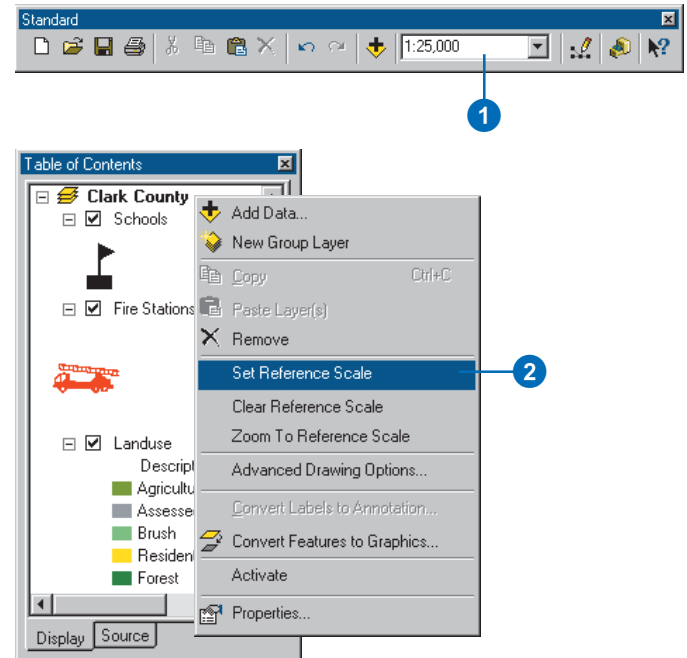 Standard
1:25,000
1
Table of Contents
Clark County
Schools
Fire Stations
Landuse
Descript
Agricultu
Assesse
Brush
Residen
Forest
Display Source
Add Data...
New Group Layer
Copy Ctrl+C
Paste Layer(s)
Remove
Set Reference Scale
2
Clear Reference Scale
Zoom To Reference Scale
Advanced Drawing Options...
Convert Labels to Annotation...
Convert Features to Graphics...
Activate
Properties...